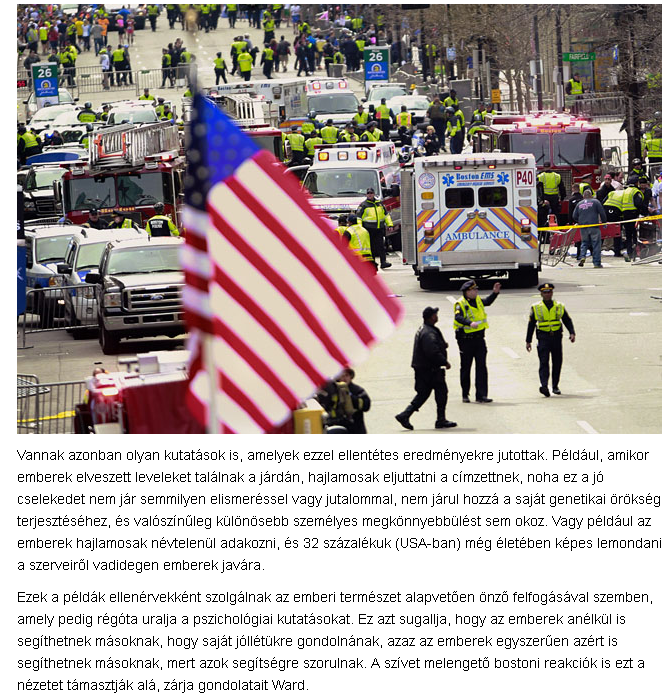 26
26
FAIRFIELD
Boston EMS
P40
AMBULANCE
Vannak azonban olyan kutatások is, amelyek ezzel ellentétes eredményekre jutottak. Például, amikor
emberek elveszett leveleket találnak a járdán, hajlamosak eljuttatni a címzettnek, noha ez a jó
cselekedet nem jár semmilyen elismeréssel vagy jutalommal, nem járul hozzá a saját genetikai örökség
terjesztéséhez, és valószínűleg különösebb személyes megkönnyebbülést sem okoz. Vagy például az
emberek hajlamosak névtelenül adakozni, és 32 százalékuk (USA-ban) még életében képes lemondani
a szerveiről vadidegen emberek javára.
Ezek a példák ellenérvekként szolgálnak az emberi természet alapvetően önző felfogásával szemben,
amely pedig régóta uralja a pszichológiai kutatásokat. Ez azt sugallja, hogy az emberek anélkül is
segíthetnek másoknak, hogy saját jóllétükre gondolnának, azaz az emberek egyszerűen azért is
segíthetnek másoknak, mert azok segítségre szorulnak. A szívet melengető bostoni reakciók is ezt a
nézetet támasztják alá, zárja gondolatait Ward.